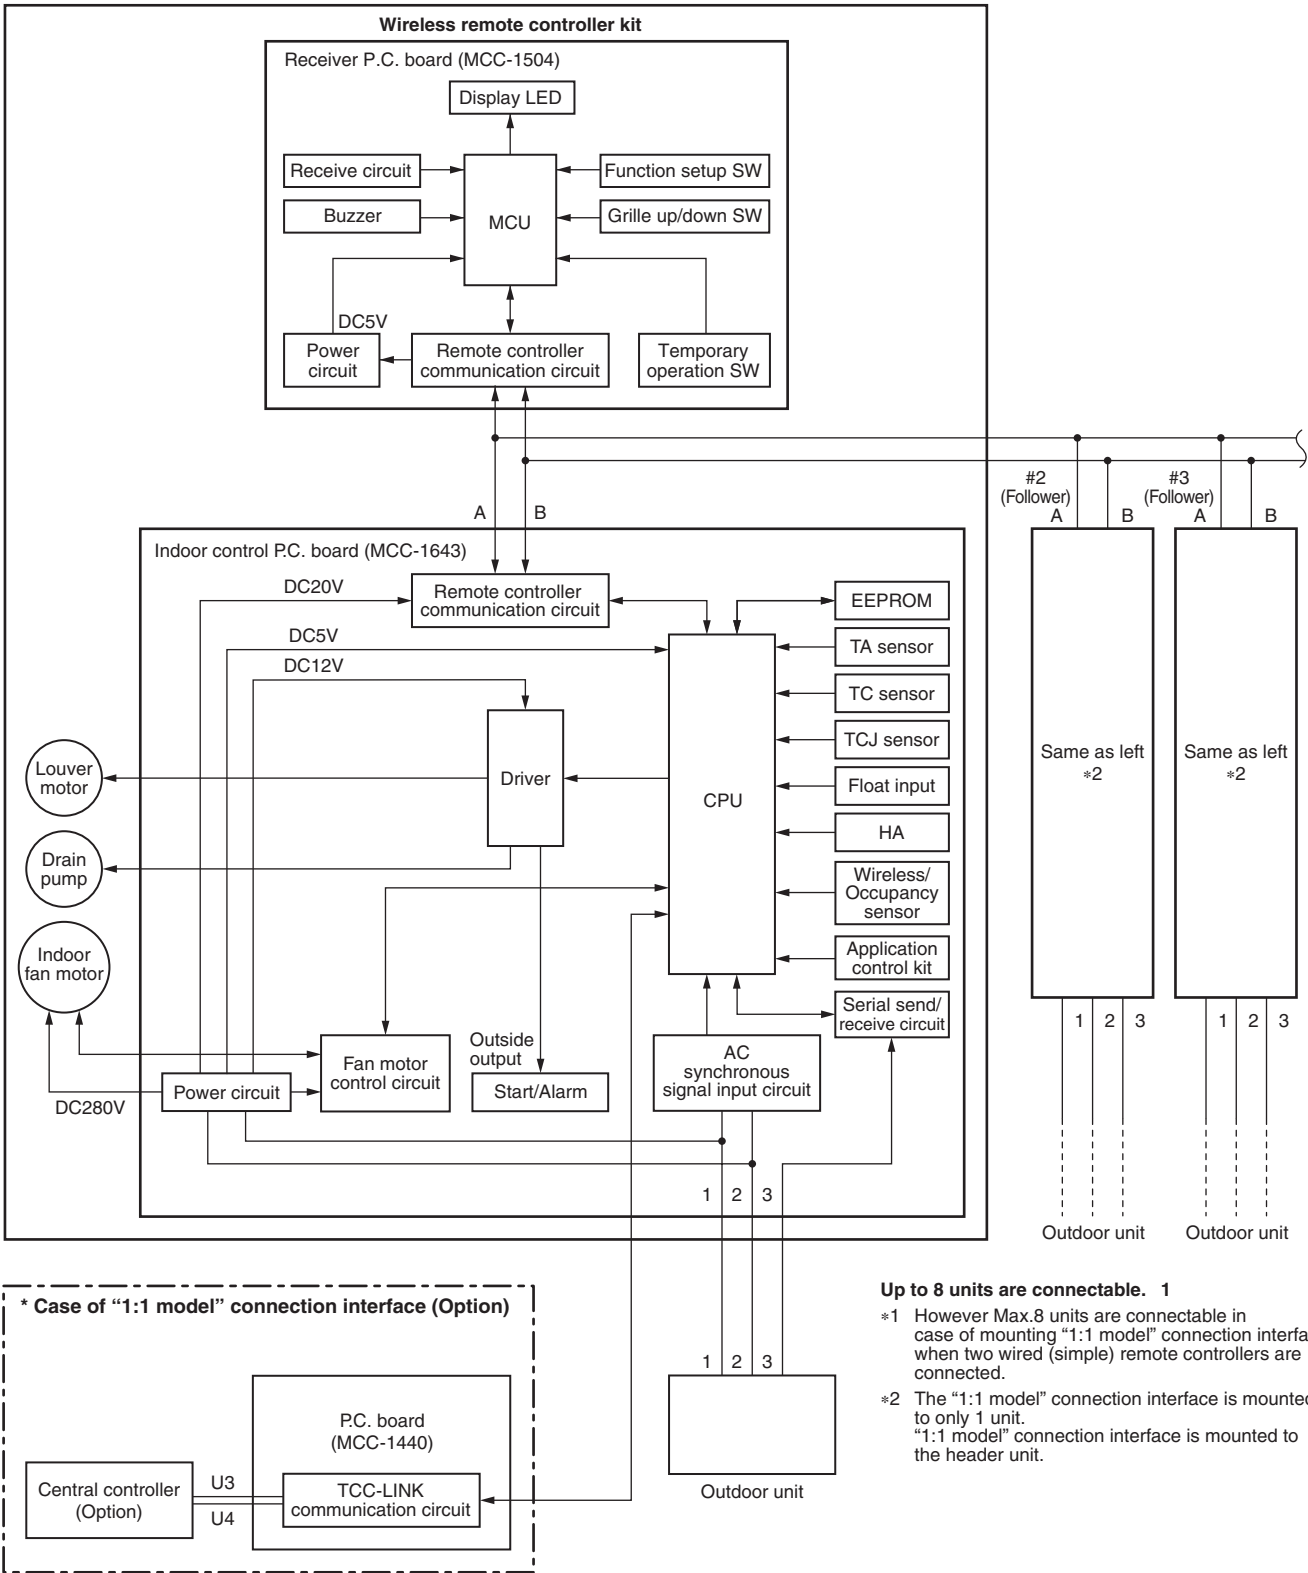 Wireless remote controller kit
Receiver P.C. board (MCC-1504)
Display LED
Receive circuit
Function setup SW
Buzzer
MCU
Grille up/down SW
DC5V
Power
circuit
Remote controller
communication circuit
Temporary
operation SW
#2
(Follower)
#3
(Follower)
A
B
A
B
A
B
Indoor control P.C. board (MCC-1643)
DC20V
Remote controller
communication circuit
EEPROM
DC5V
TA sensor
DC12V
TC sensor
TCJ sensor
Louver
motor
Driver
CPU
Float input
HA
Same as left
*2
Same as left
*2
Drain
pump
Wireless/
Occupancy
sensor
Indoor
fan motor
Application
control kit
Serial send/
receive circuit
1
2
3
1
2
3
Outside
output
Fan motor
control circuit
AC
synchronous
signal input circuit
Power circuit
Start/Alarm
DC280V
1
2
3
Outdoor unit
Outdoor unit
* Case of “1:1 model” connection interface (Option)
P.C. board
(MCC-1440)
Central controller
(Option)
U3
U4
TCC-LINK
communication circuit
1
2
3
Outdoor unit
Up to 8 units are connectable. 1
*1 However Max.8 units are connectable in
case of mounting “1:1 model” connection
when two wired (simple) remote controllers are
connected.
*2 The “1:1 model” connection interface is
to only 1 unit.
“1:1 model” connection interface is mounted to
the header unit.